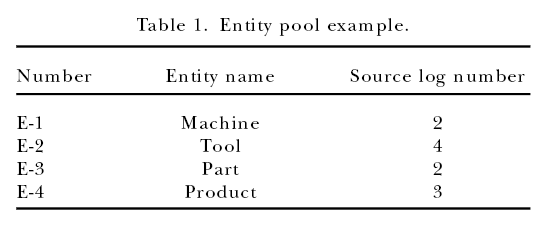 Table 1. Entity pool example.
Number Entity name Source log number
E-1 Machine 2
E-2 Tool 4
E-3 Part 2
E-4 Product 3